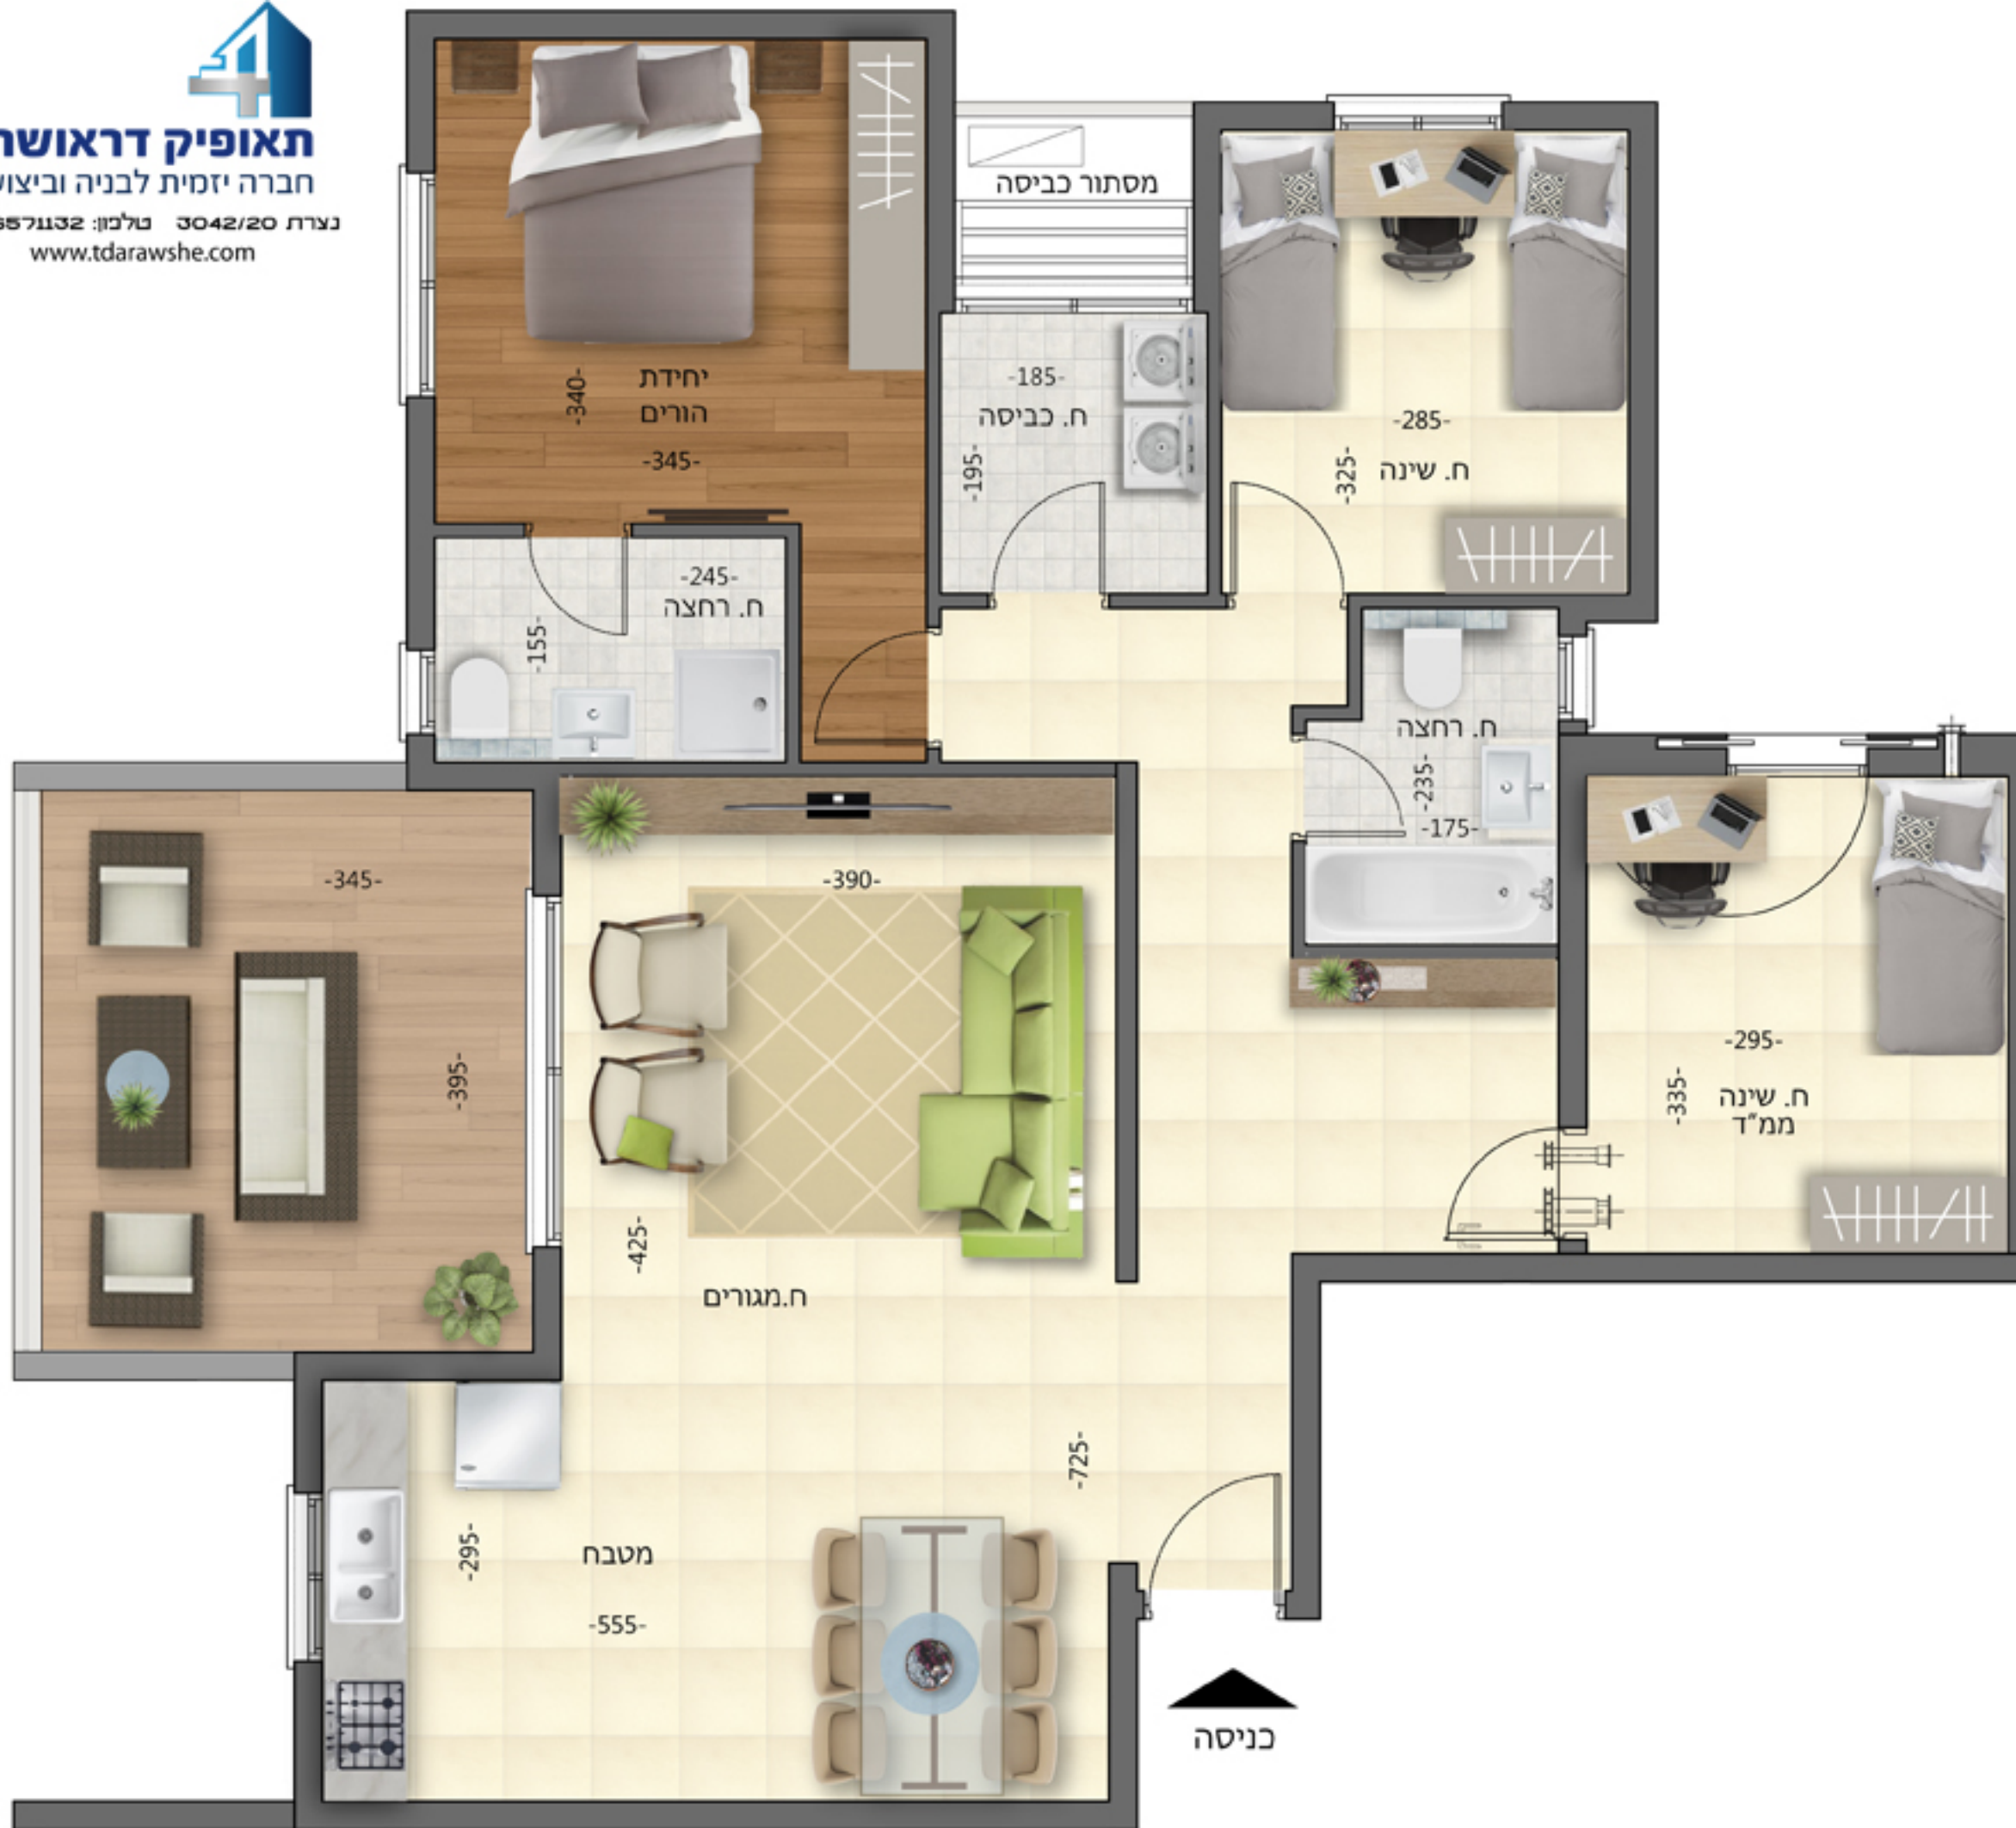 תאופיק דראושה
חברה יזמית לבניה וביצוע
נצרת 3042/20 טלפון: 6571132
www.tdarawshe.com
מסתור כביסה
-340-
יחידת
הורים
-345-
-185-
ח. כביסה
-195-
-285-
ח. שינה
-325-
-245-
ח. רחצה
-155-
ח. רחצה
-235-
-175-
-345-
-395-
-390-
-425-
ח.מגורים
-295-
ח. שינה
ממ"ד
-335-
-725-
-295-
מטבח
-555-
כניסה